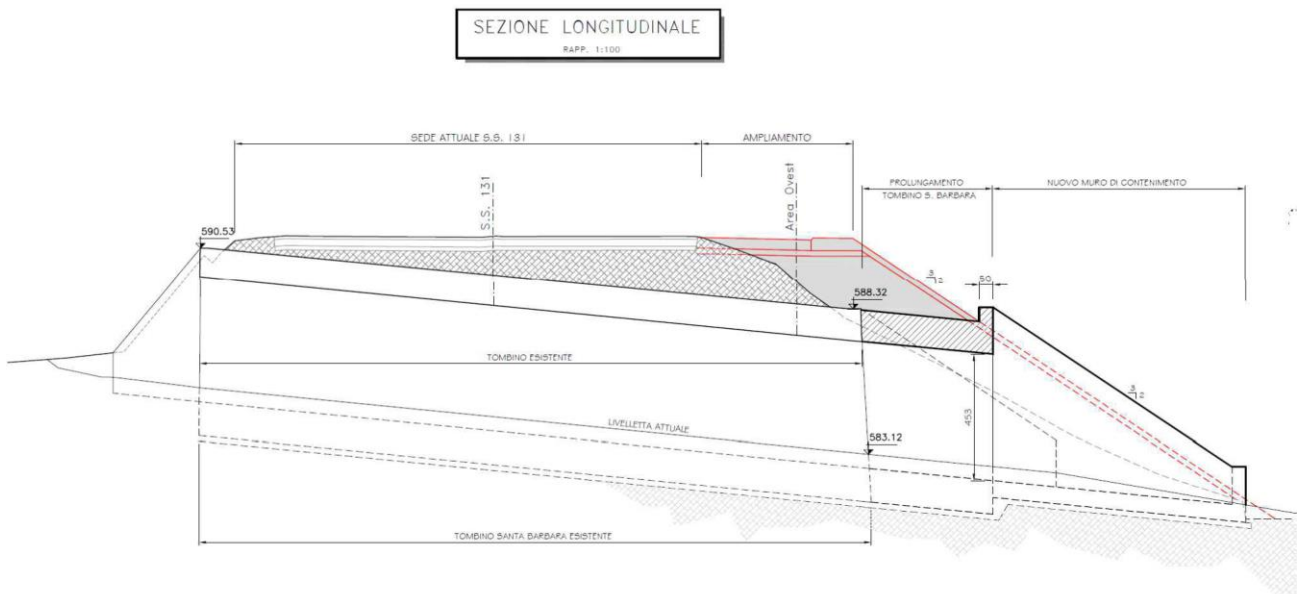 SEZIONE LONGITUDINALE
RAPP. 1:100
SEDE ATTUALE S.S. 131
AMPLIAMENTO
S.S. 131
Area Ovest
PROLUNGAMENTO
TOMBINO S. BARBARA
NUOVO MURO DI CONTENIMENTO
590.53
3
2
50
588.32
TOMBINO ESISTENTE
3
2
453
LIVELLETTA ATTUALE
583.12
TOMBINO SANTA BARBARA ESISTENTE